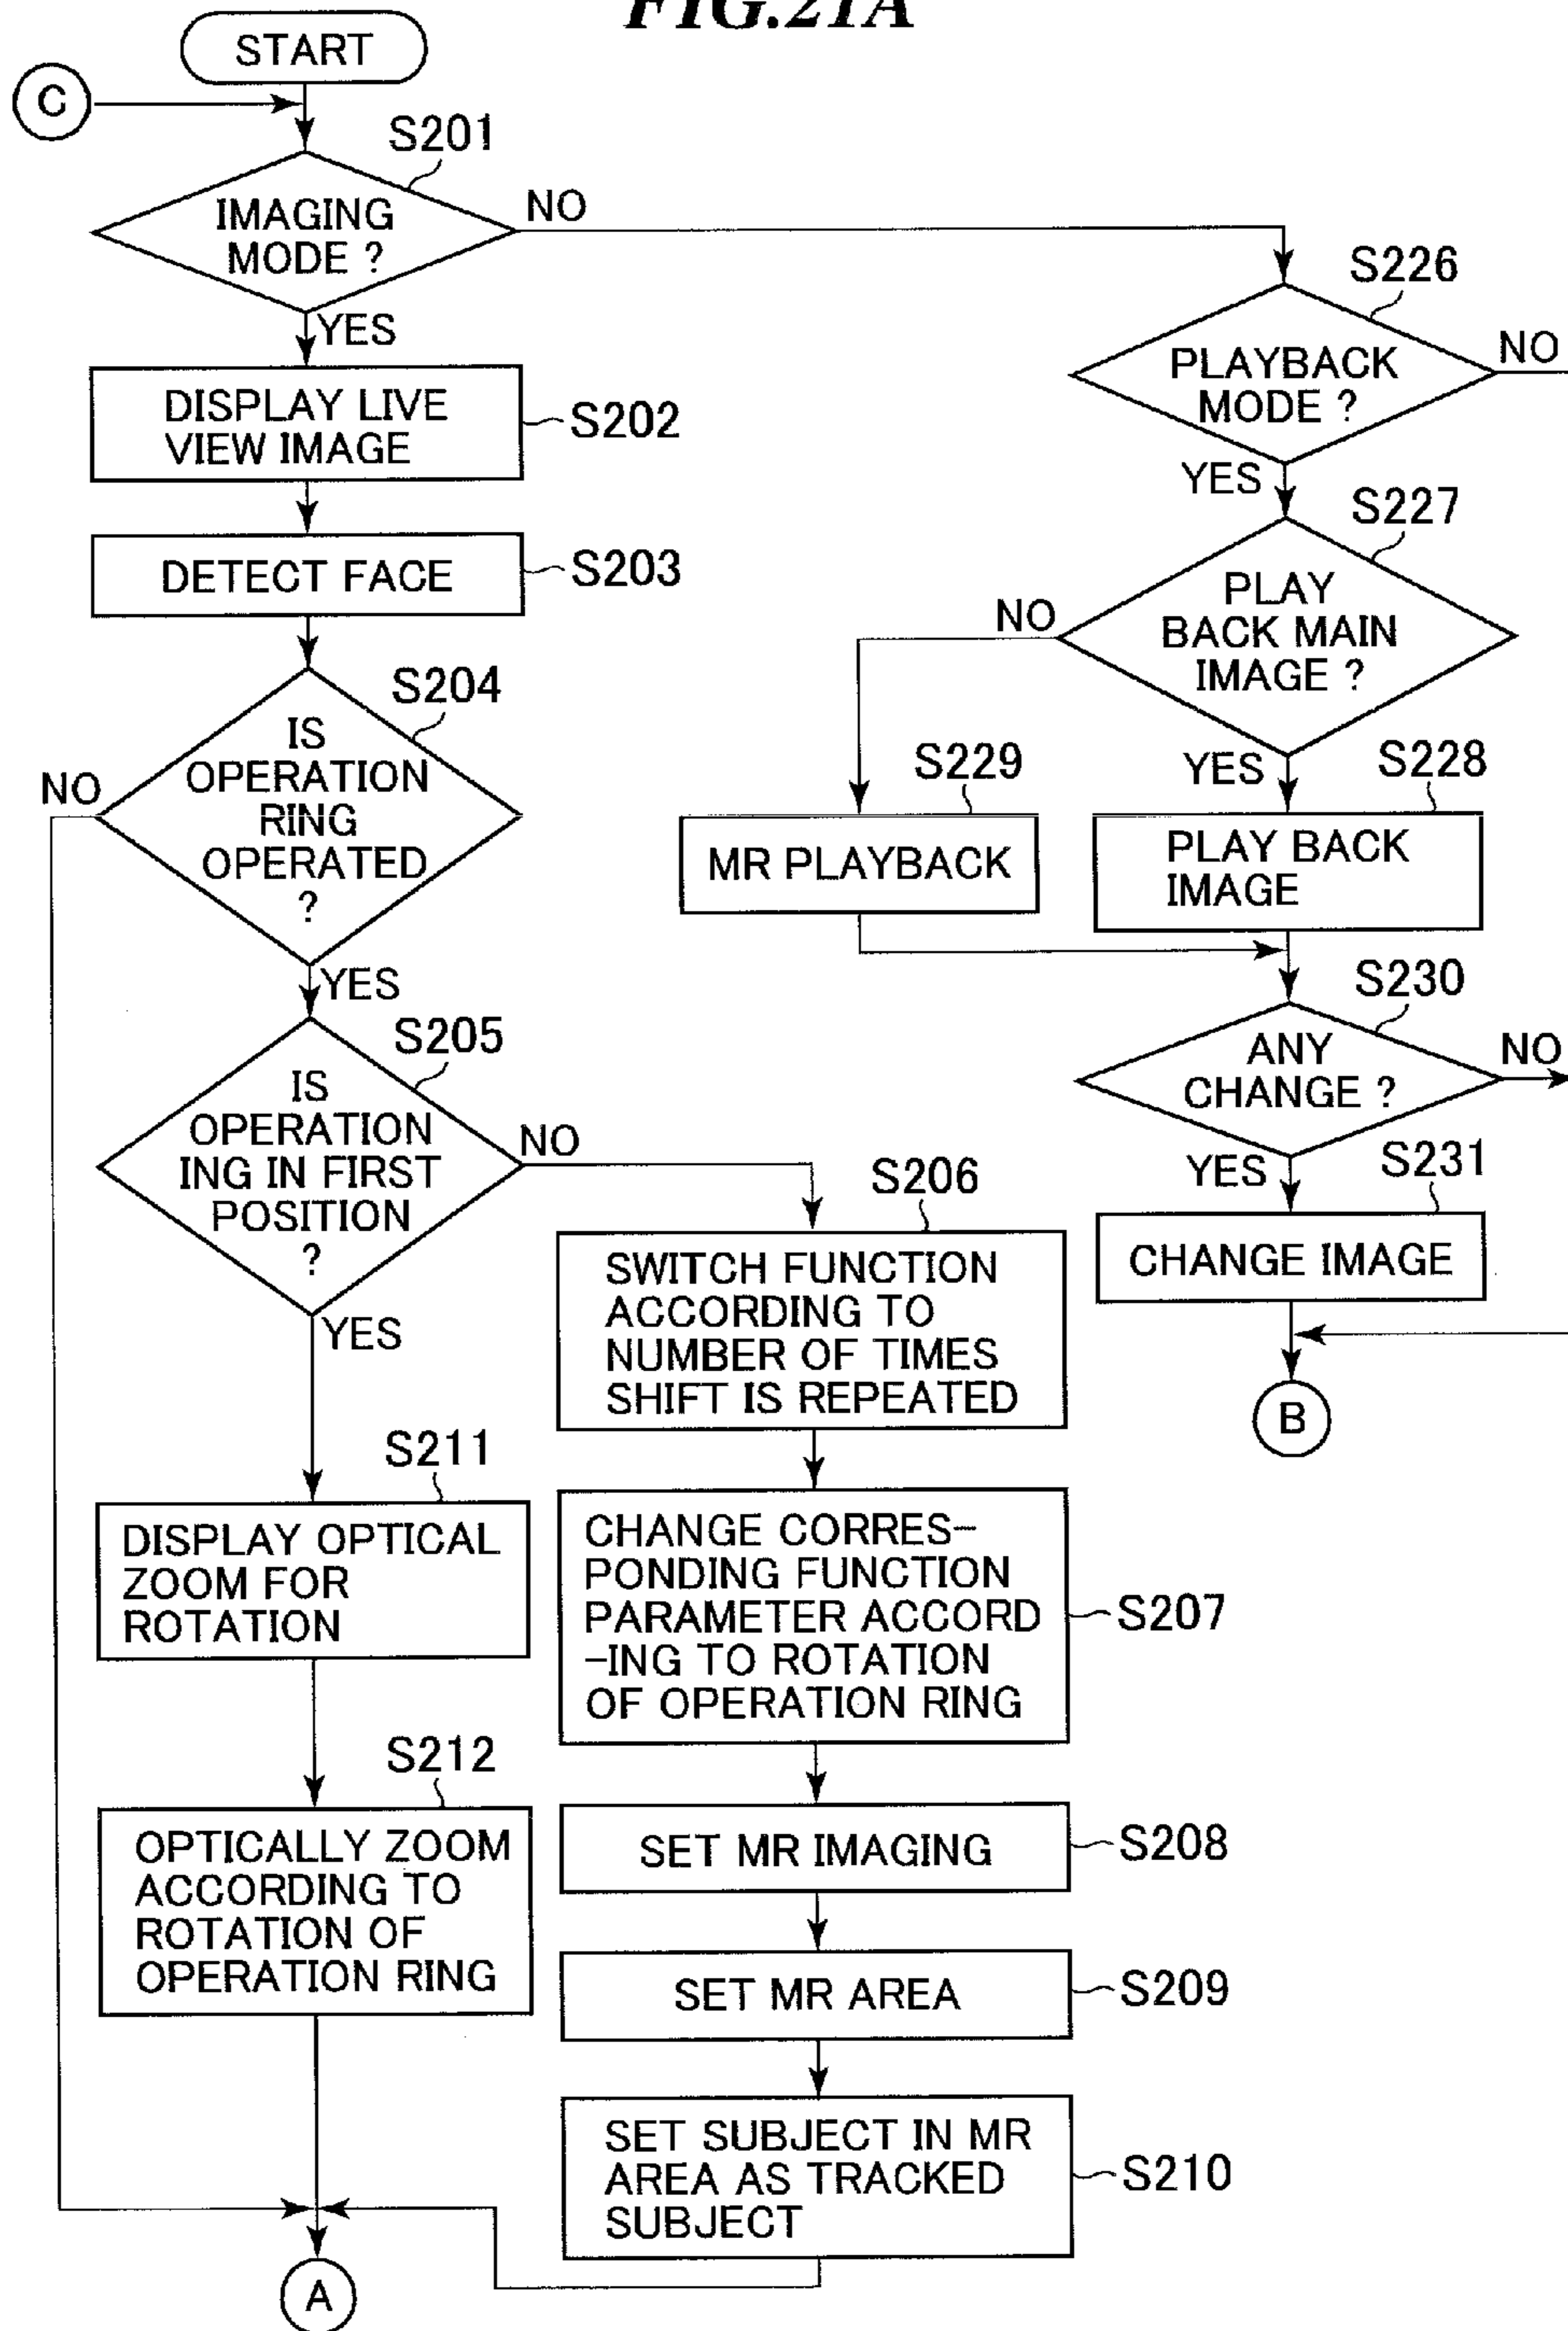 FIG.21A
START
C
S201
IMAGING
MODE ?
NO
YES
DISPLAY LIVE
VIEW IMAGE
S202
DETECT FACE
S203
S204
IS
OPERATION
RING
OPERATED
?
NO
YES
S205
IS
OPERATION
ING IN FIRST
POSITION
?
NO
YES
S206
SWITCH FUNCTION
ACCORDING TO
NUMBER OF TIMES
SHIFT IS REPEATED
CHANGE CORRES-
PONDING FUNCTION
PARAMETER ACCORD
-ING TO ROTATION
OF OPERATION RING
S207
SET MR IMAGING
S208
SET MR AREA
S209
SET SUBJECT IN MR
AREA AS TRACKED
SUBJECT
S210
S211
DISPLAY OPTICAL
ZOOM FOR
ROTATION
S212
OPTICALLY ZOOM
ACCORDING TO
ROTATION OF
OPERATION RING
A
S226
PLAYBACK
MODE ?
NO
YES
S227
PLAY
BACK MAIN
IMAGE ?
NO
YES
S229
MR PLAYBACK
S228
PLAY BACK
IMAGE
S230
ANY
CHANGE ?
NO
YES
S231
CHANGE IMAGE
B